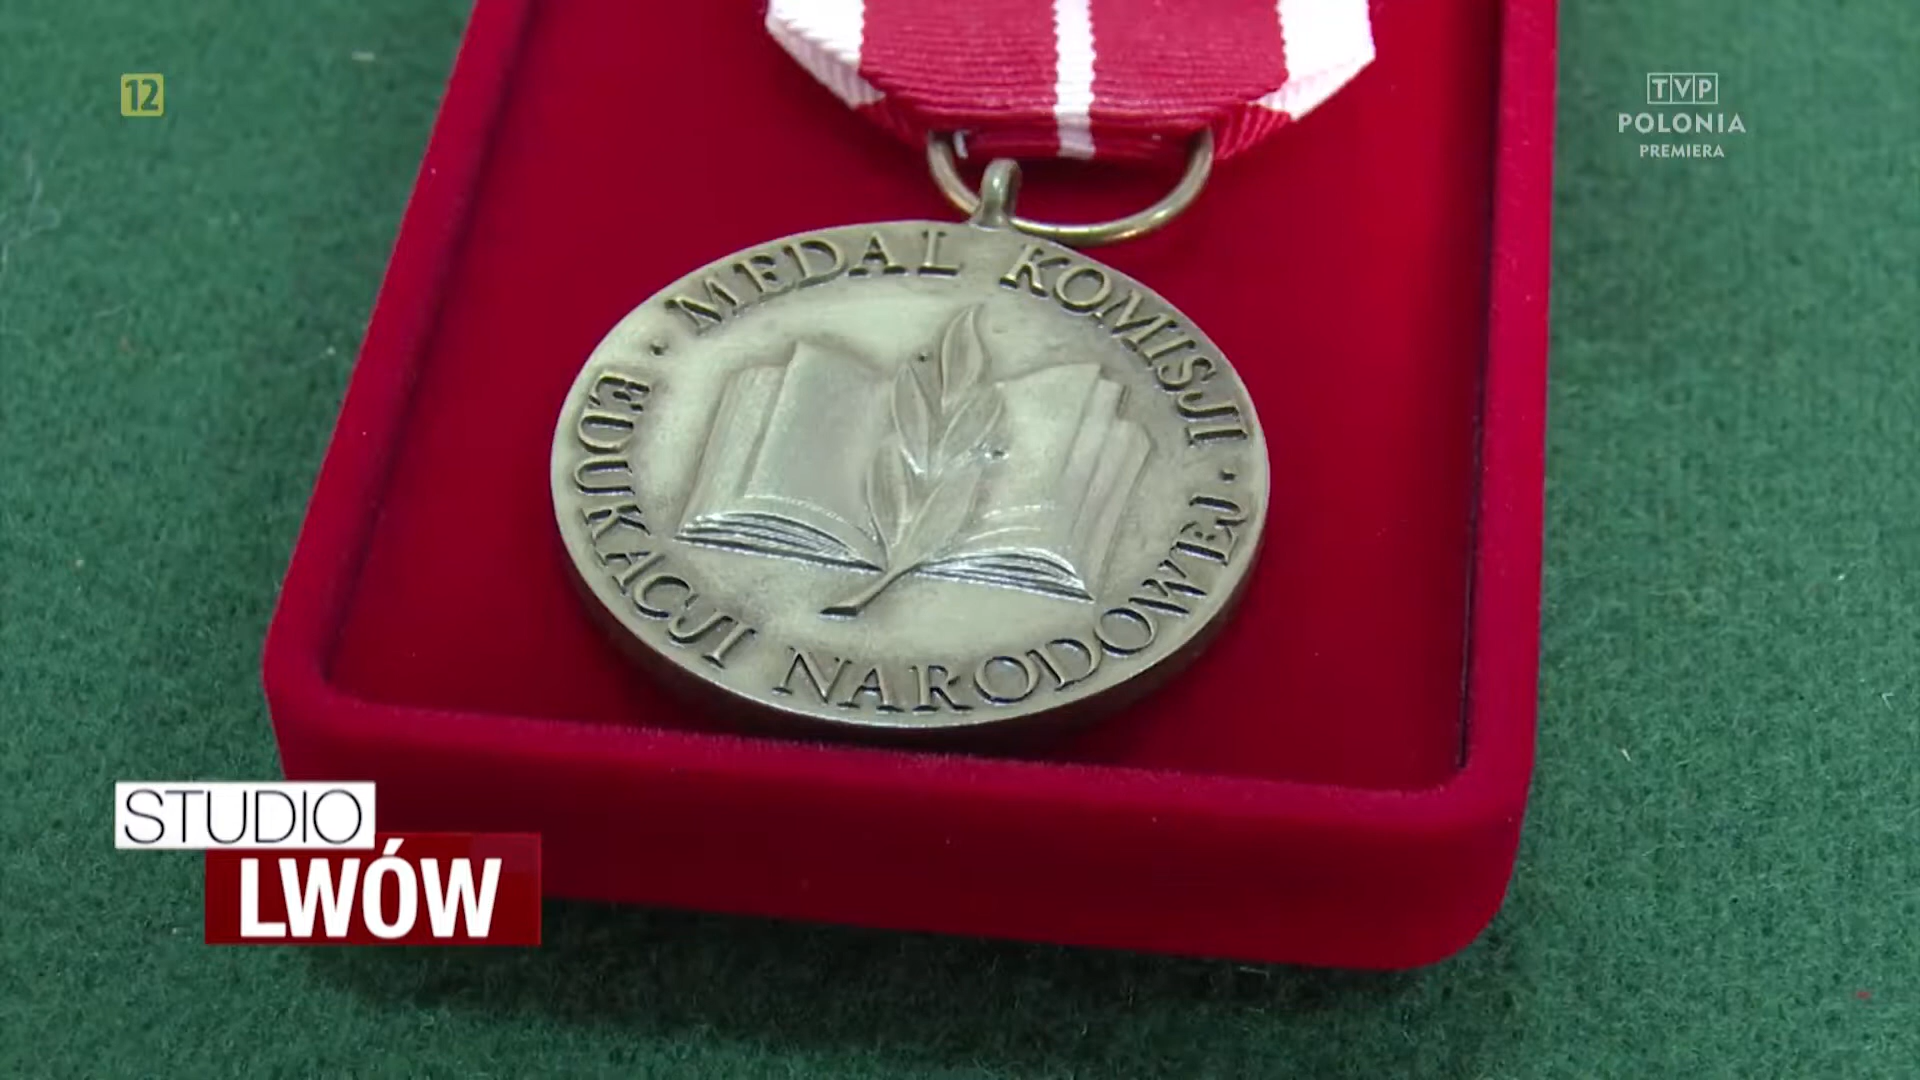 12
TVP
POLONIA
PREMIERA
· MEDAL KOMISJI ·
EDUKACJI NARODOWEJ
STUDIO
LWÓW